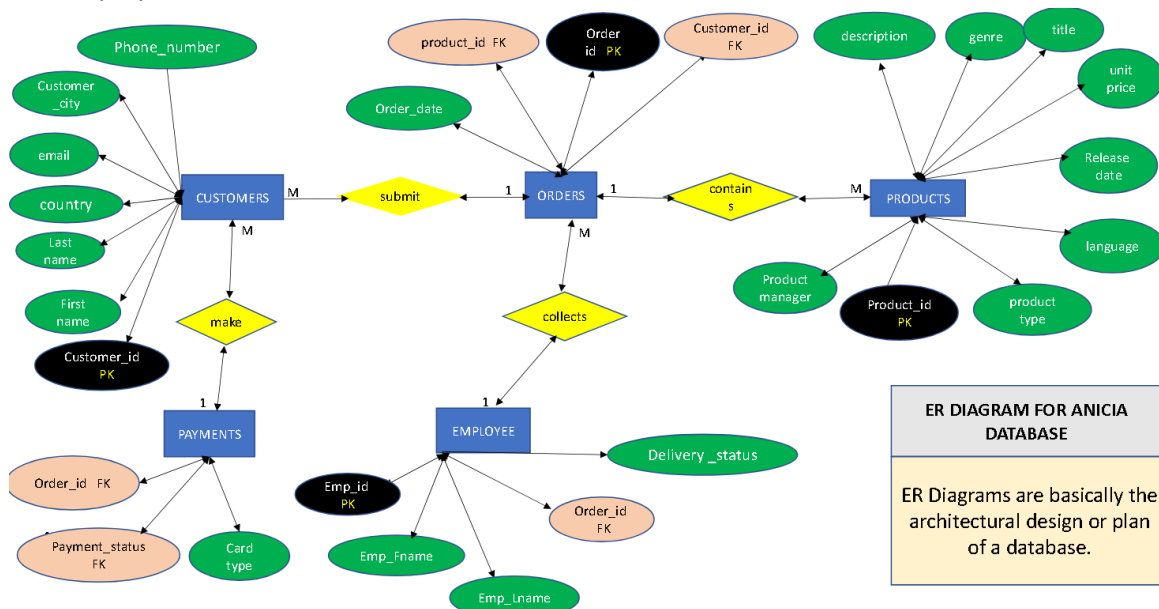 Phone_number
Customer
_city
email
country
Last
name
First
name
Customer_id
PK
CUSTOMERS
M
M
submit
make
1
PAYMENTS
Order_id FK
Payment_status
FK
Card
type
product_id FK
Order
id PK
Customer_id
FK
Order_date
1
ORDERS
1
M
collects
1
EMPLOYEE
Emp_id
PK
Emp_Fname
Emp_Lname
Order_id
FK
Delivery _status
contain
s
M
PRODUCTS
description
genre
title
unit
price
Release
date
language
product
type
Product_id
PK
Product
manager
ER DIAGRAM FOR ANICIA
DATABASE
ER Diagrams are basically the
architectural design or plan
of a database.